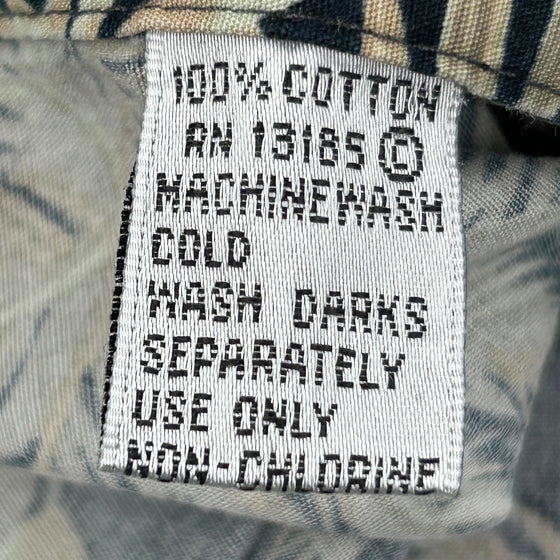 100% COTTON
RN 13185 ©
MACHINE WASH
COLD
WASH DARKS
SEPARATELY
USE ONLY
NON-CHLORINE